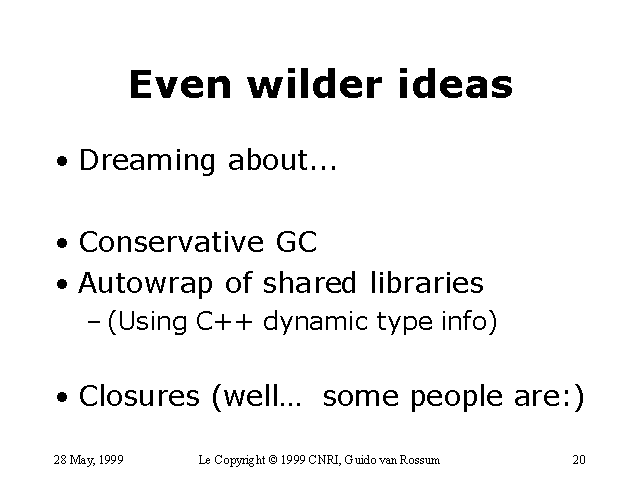 Even wilder ideas
• Dreaming about...
• Conservative GC
• Autowrap of shared libraries
– (Using C++ dynamic type info)
• Closures (well… some people are:)
28 May, 1999 Le Copyright © 1999 CNRI, Guido van Rossum 20